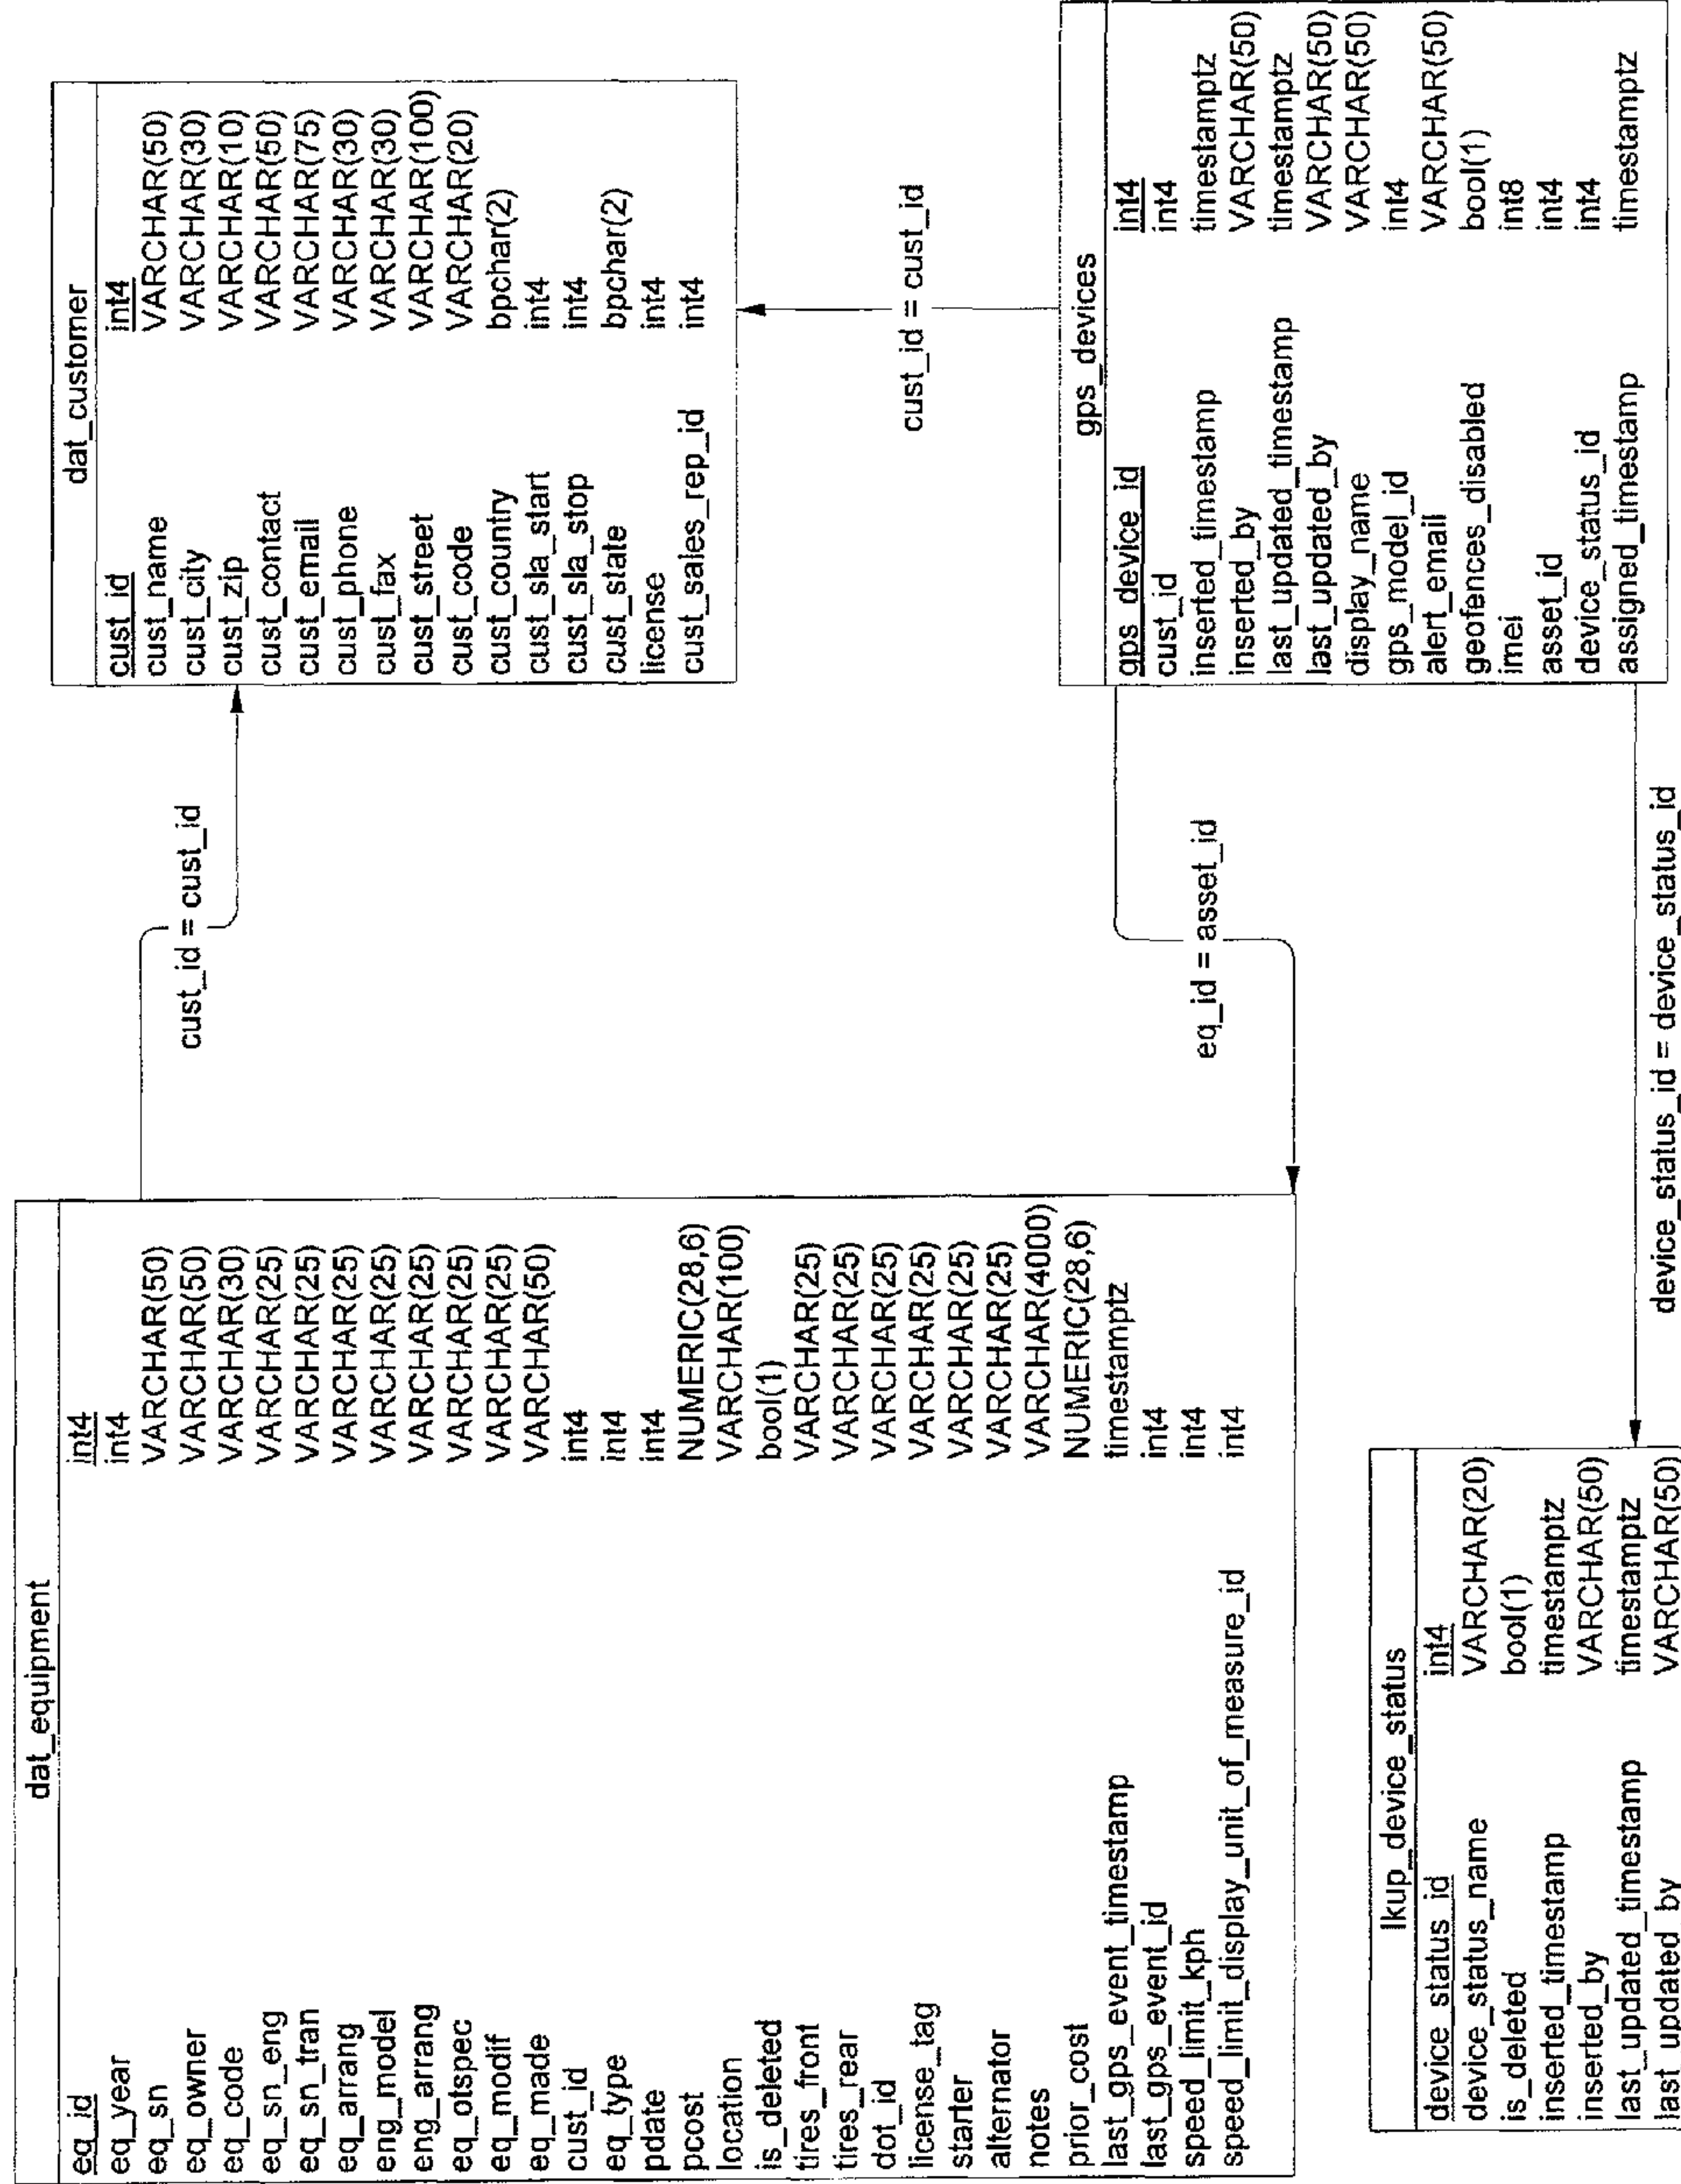 dat_equipment
eq_id int4
eq_year int4
eq_sn VARCHAR(50)
eq_owner VARCHAR(50)
eq_code VARCHAR(30)
eq_sn_eng VARCHAR(25)
eq_sn_tran VARCHAR(25)
eq_arrang VARCHAR(25)
eng_model VARCHAR(25)
eng_arrang VARCHAR(25)
eq_otspec VARCHAR(25)
eq_modif VARCHAR(25)
eq_made VARCHAR(50)
cust_id int4
eq_type int4
pdate int4
pcost NUMERIC(28,6)
location VARCHAR(100)
is_deleted bool(1)
tires_front VARCHAR(25)
tires_rear VARCHAR(25)
dot_id VARCHAR(25)
license_tag VARCHAR(25)
starter VARCHAR(25)
alternator VARCHAR(25)
notes VARCHAR(4000)
prior_cost NUMERIC(28,6)
last_gps_event_timestamp timestamptz
last_gps_event_id int4
speed_limit_kph int4
speed_limit_display_unit_of_measure_id int4
cust_id = cust_id
dat_customer
cust_id int4
cust_name VARCHAR(50)
cust_city VARCHAR(30)
cust_zip VARCHAR(10)
cust_contact VARCHAR(50)
cust_email VARCHAR(75)
cust_phone VARCHAR(30)
cust_fax VARCHAR(30)
cust_street VARCHAR(100)
cust_code VARCHAR(20)
cust_country bpchar(2)
cust_sla_start int4
cust_sla_stop int4
cust_state bpchar(2)
license int4
cust_sales_rep_id int4
cust_id = cust_id
eq_id = asset_id
gps_devices
gps_device_id int4
cust_id int4
inserted_timestamp timestamptz
inserted_by VARCHAR(50)
last_updated_timestamp timestamptz
last_updated_by VARCHAR(50)
display_name VARCHAR(50)
gps_model_id int4
alert_email VARCHAR(50)
geofences_disabled bool(1)
imei int8
asset_id int4
device_status_id int4
assigned_timestamp timestamptz
device_status_id = device_status_id
lkup_device_status
device_status_id int4
device_status_name VARCHAR(20)
is_deleted bool(1)
inserted_timestamp timestamptz
inserted_by VARCHAR(50)
last_updated_timestamp timestamptz
last_updated_by VARCHAR(50)